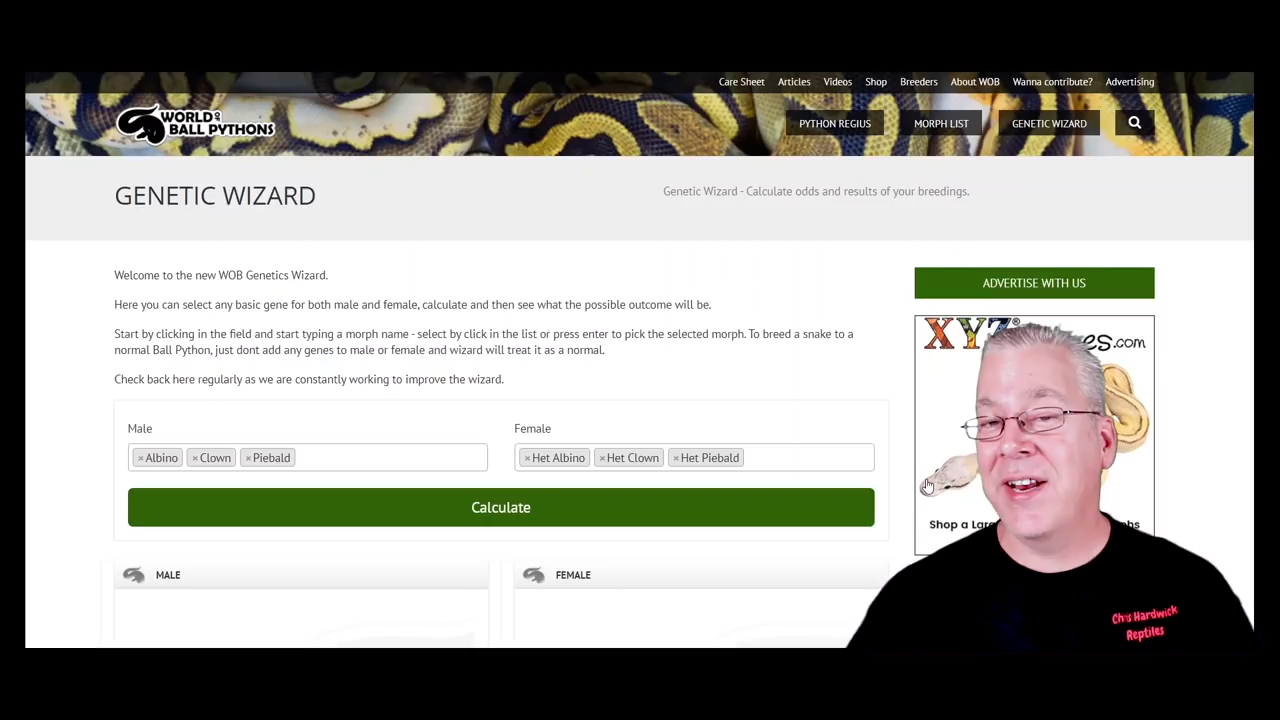 Care Sheet Articles Videos Shop Breeders About WOB Wanna contribute? Advertising
WORLD OF
BALL PYTHONS
PYTHON REGIUS MORPH LIST GENETIC WIZARD
GENETIC WIZARD
Genetic Wizard - Calculate odds and results of your breedings.
Welcome to the new WOB Genetics Wizard.
Here you can select any basic gene for both male and female, calculate and then see what the possible outcome will be.
Start by clicking in the field and start typing a morph name - select by click in the list or press enter to pick the selected morph. To breed a snake to a
normal Ball Python, just dont add any genes to male or female and wizard will treat it as a normal.
Check back here regularly as we are constantly working to improve the wizard.
ADVERTISE WITH US
XYZ® es.com
Male Female
× Albino × Clown × Piebald × Het Albino × Het Clown × Het Piebald
Calculate
Shop a
MALE FEMALE
Chris Hardwick
Reptiles